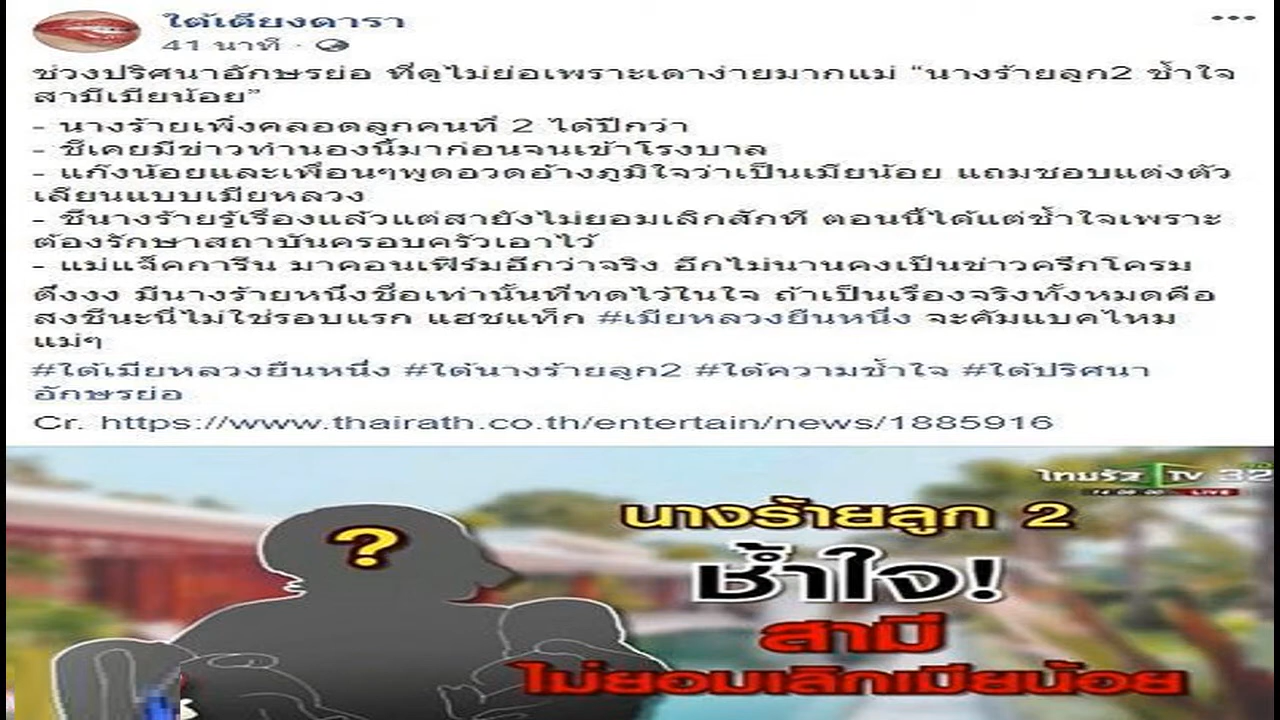 ใต้เตียงดารา
41 นาที ·
ช่วงปริศนาอักษรย่อ ที่ดูไม่ย่อเพราะเดาง่ายมากแม่ "นางร้ายลูก2 ช้ำใจ
สามีเมียน้อย"
- นางร้ายเพิ่งคลอดลูกคนที่ 2 ได้ปีกว่า
- ชีเคยมีข่าวทำนองนี้มาก่อนจนเข้าโรงบาล
- แก๊งน้อยและเพื่อนๆพูดอวดอ้างภูมิใจว่าเป็นเมียน้อย แถมชอบแต่งตัว
เลียนแบบเมียหลวง
- ชีนางร้ายรู้เรื่องแล้วแต่สายังไม่ยอมเลิกสักที ตอนนี้ได้แต่ช้ำใจเพราะ
ต้องรักษาสถาบันครอบครัวเอาไว้
- แม่แจ็คการีน มาคอนเฟิร์มอีกว่าจริง อีกไม่นานคงเป็นข่าวครึกโครม
ดึงงง มีนางร้ายหนึ่งชื่อเท่านั้นที่ทดไว้ในใจ ถ้าเป็นเรื่องจริงทั้งหมดคือ
สงชีนะนี่ไม่ใช่รอบแรก แฮชแท็ก #เมียหลวงยืนหนึ่ง จะคัมแบคไหม
แม่ๆ
#ใต้เมียหลวงยืนหนึ่ง #ใต้นางร้ายลูก2 #ใต้ความช้ำใจ #ใต้ปริศนา
อักษรย่อ
Cr. https://www.thairath.co.th/entertain/news/1885916
ไทยรัฐ TV 32
LIVE
นางร้ายลูก 2
?
ช้ำใจ!
สามี
ไม่ยอมเลิกเมียน้อย